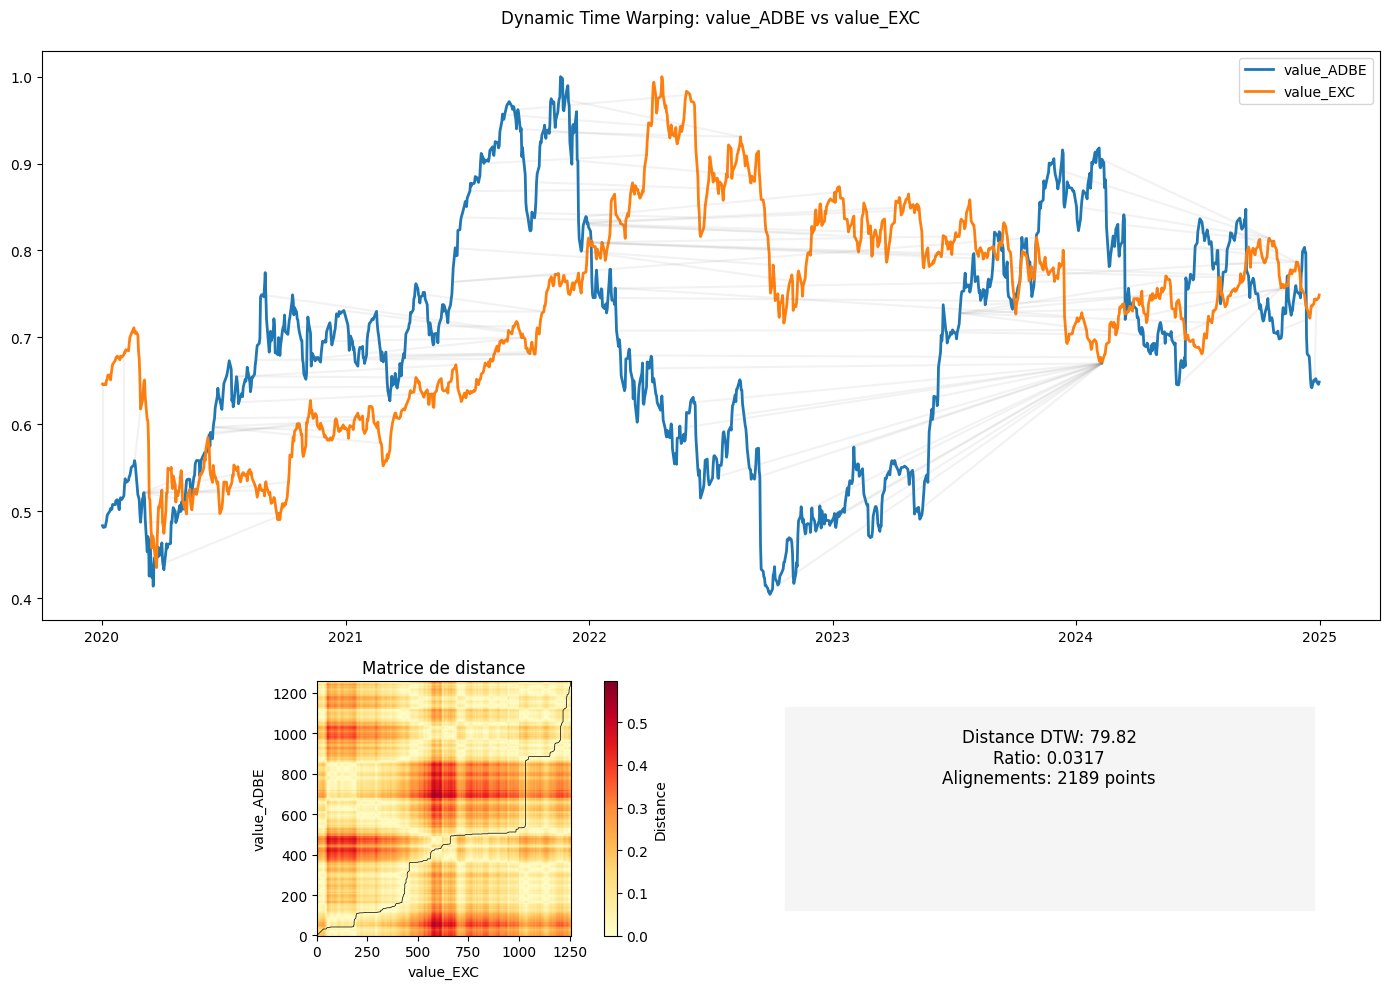 Dynamic Time Warping: value_ADBE vs value_EXC
value_ADBE
value_EXC
1.0
0.9
0.8
0.7
0.6
0.5
0.4
2020 2021 2022 2023 2024 2025
Matrice de distance
1200
1000
800
600
400
200
0
value_ADBE
0 250 500 750 1000 1250
value_EXC
0.5
0.4
0.3
0.2
0.1
0.0
Distance
Distance DTW: 79.82
Ratio: 0.0317
Alignements: 2189 points